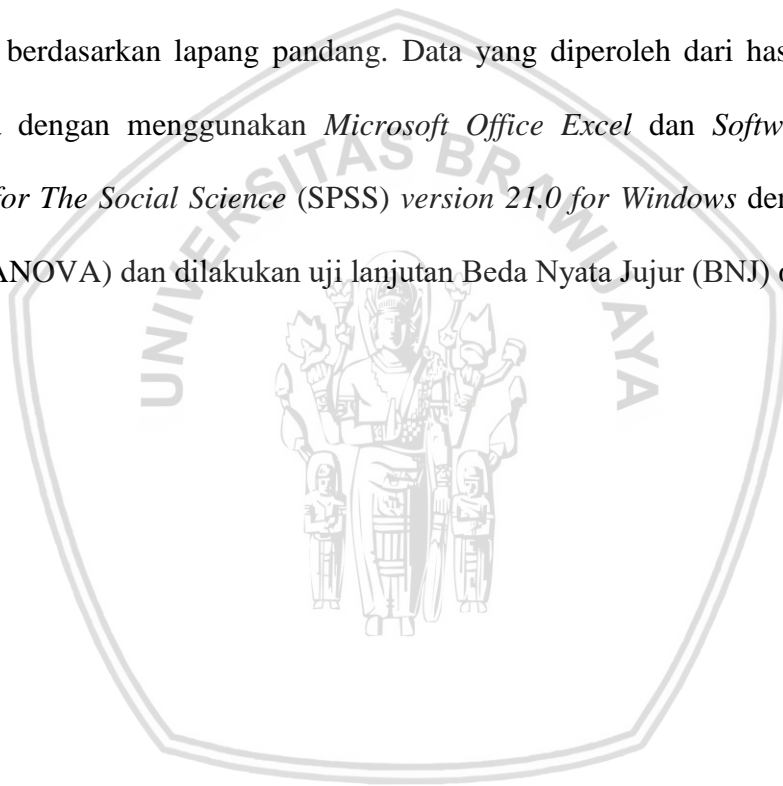 berdasarkan lapang pandang. Data yang diperoleh dari has
dengan menggunakan Microsoft Office Excel dan Softw
for The Social Science (SPSS) version 21.0 for Windows den
ANOVA) dan dilakukan uji lanjutan Beda Nyata Jujur (BNJ) d
UNIVERSITAS BRAWIJAYA